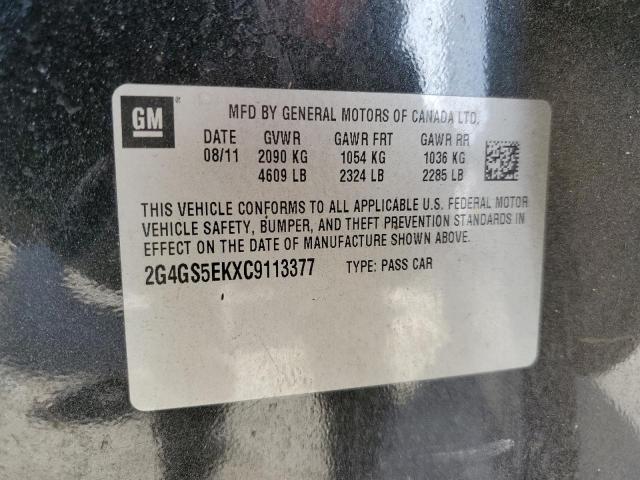 GM
MFD BY GENERAL MOTORS OF CANADA LTD.
DATE GVWR GAWR FRT GAWR RR
08/11 2090 KG 1054 KG 1036 KG
4609 LB 2324 LB 2285 LB
THIS VEHICLE CONFORMS TO ALL APPLICABLE U.S. FEDERAL MOTOR
VEHICLE SAFETY, BUMPER, AND THEFT PREVENTION STANDARDS IN
EFFECT ON THE DATE OF MANUFACTURE SHOWN ABOVE.
2G4GS5EKXC9113377 TYPE: PASS CAR